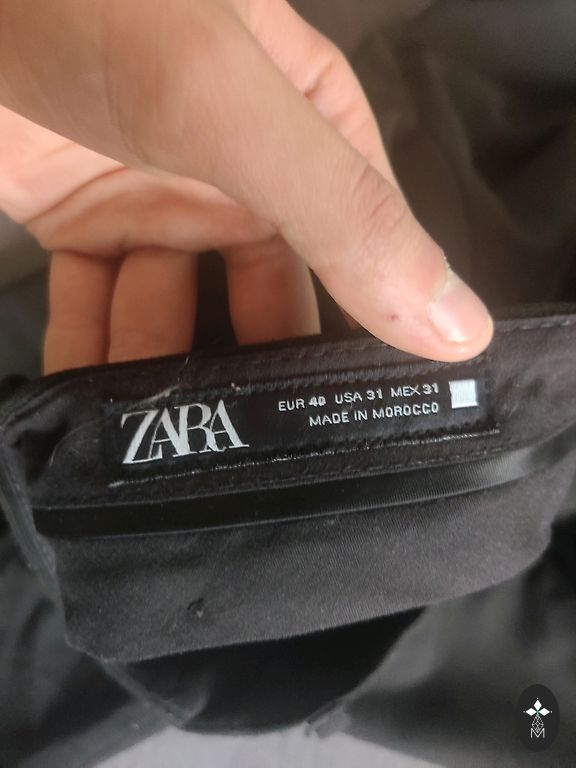 ZARA
EUR 40 USA 31 MEX 31
MADE IN MOROCCO
M